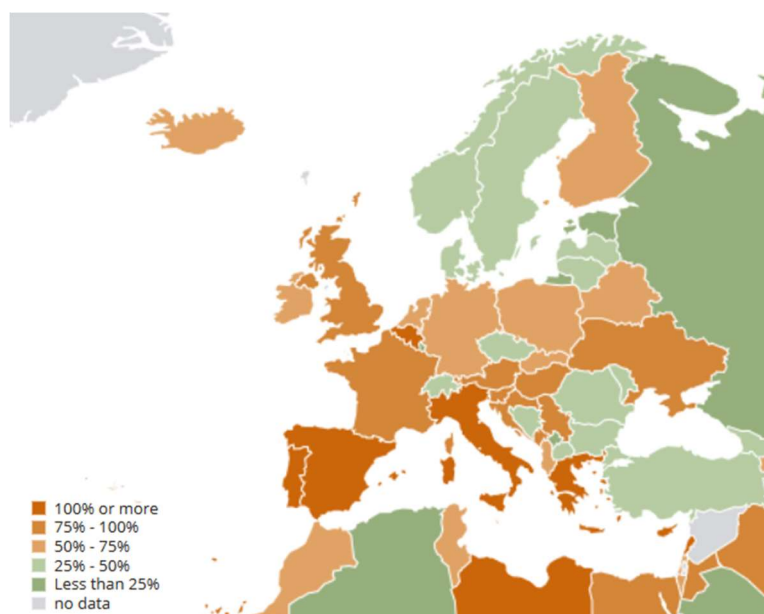 100% or more
75% - 100%
50% - 75%
25% - 50%
Less than 25%
no data